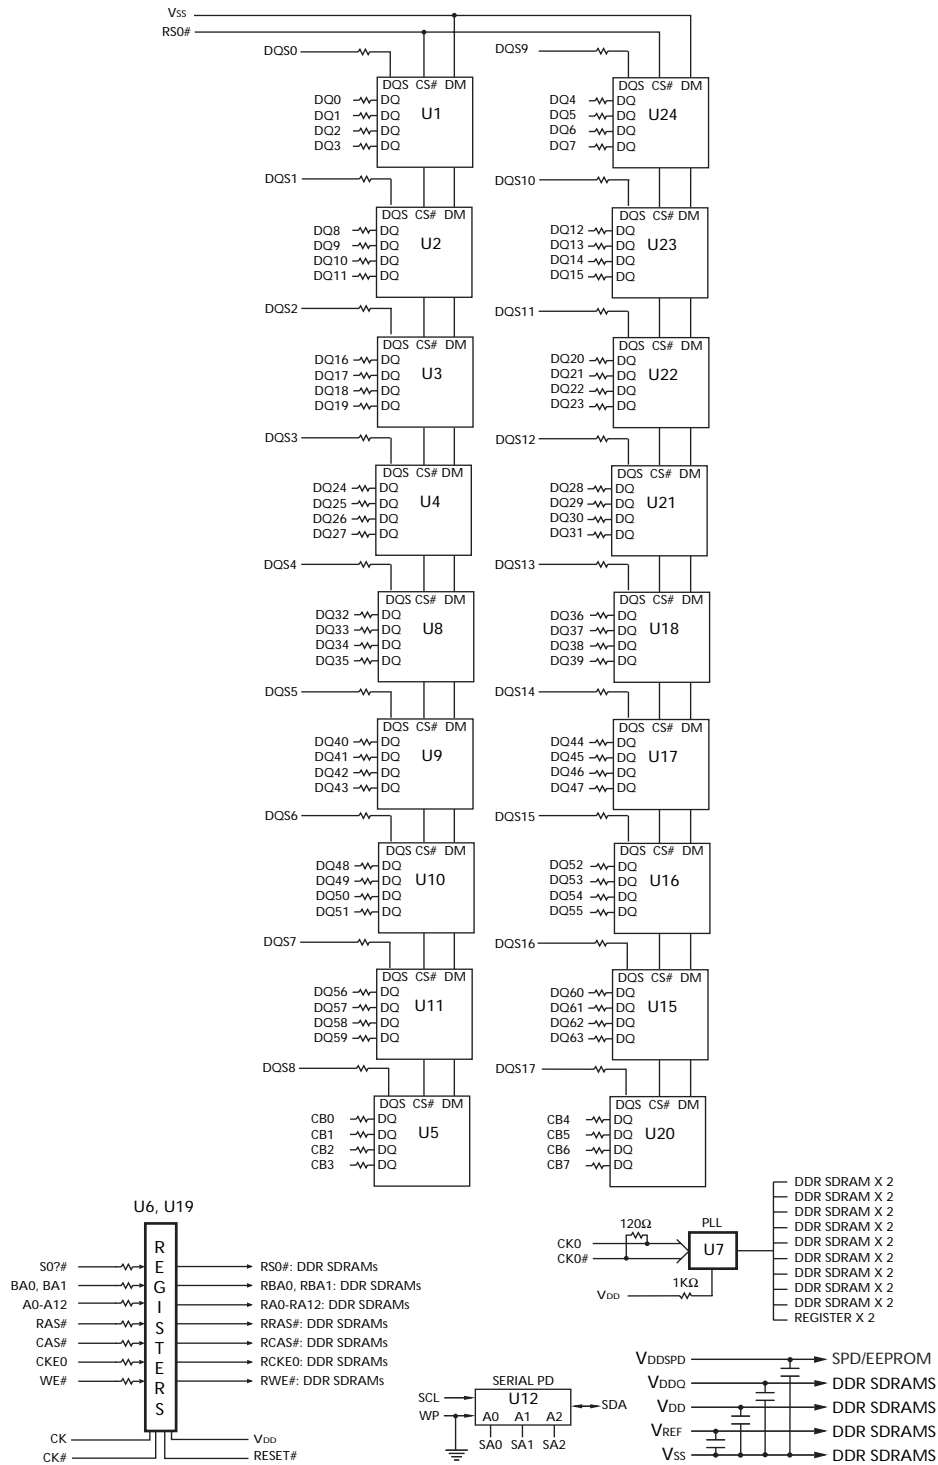 VSS
RS0#
DQS0
DQS9
DQS CS# DM
DQS CS# DM
DQ0 DQ
DQ1 DQ
DQ2 DQ
DQ3 DQ
U1
DQ4 DQ
DQ5 DQ
DQ6 DQ
DQ7 DQ
U24
DQS1
DQS10
DQS CS# DM
DQS CS# DM
DQ8 DQ
DQ9 DQ
DQ10 DQ
DQ11 DQ
U2
DQ12 DQ
DQ13 DQ
DQ14 DQ
DQ15 DQ
U23
DQS2
DQS11
DQS CS# DM
DQS CS# DM
DQ16 DQ
DQ17 DQ
DQ18 DQ
DQ19 DQ
U3
DQ20 DQ
DQ21 DQ
DQ22 DQ
DQ23 DQ
U22
DQS3
DQS12
DQS CS# DM
DQS CS# DM
DQ24 DQ
DQ25 DQ
DQ26 DQ
DQ27 DQ
U4
DQ28 DQ
DQ29 DQ
DQ30 DQ
DQ31 DQ
U21
DQS4
DQS13
DQS CS# DM
DQS CS# DM
DQ32 DQ
DQ33 DQ
DQ34 DQ
DQ35 DQ
U8
DQ36 DQ
DQ37 DQ
DQ38 DQ
DQ39 DQ
U18
DQS5
DQS14
DQS CS# DM
DQS CS# DM
DQ40 DQ
DQ41 DQ
DQ42 DQ
DQ43 DQ
U9
DQ44 DQ
DQ45 DQ
DQ46 DQ
DQ47 DQ
U17
DQS6
DQS15
DQS CS# DM
DQS CS# DM
DQ48 DQ
DQ49 DQ
DQ50 DQ
DQ51 DQ
U10
DQ52 DQ
DQ53 DQ
DQ54 DQ
DQ55 DQ
U16
DQS7
DQS16
DQS CS# DM
DQS CS# DM
DQ56 DQ
DQ57 DQ
DQ58 DQ
DQ59 DQ
U11
DQ60 DQ
DQ61 DQ
DQ62 DQ
DQ63 DQ
U15
DQS8
DQS17
DQS CS# DM
DQS CS# DM
CB0 DQ
CB1 DQ
CB2 DQ
CB3 DQ
U5
CB4 DQ
CB5 DQ
CB6 DQ
CB7 DQ
U20
U6, U19
REGISTERS
S0?#
BA0, BA1
A0-A12
RAS#
CAS#
CKE0
WE#
CK
CK#
RS0#: DDR SDRAMs
RBA0, RBA1: DDR SDRAMs
RA0-RA12: DDR SDRAMs
RRAS#: DDR SDRAMs
RCAS#: DDR SDRAMs
RCKE0: DDR SDRAMs
RWE#: DDR SDRAMs
VDD
RESET#
120Ω
PLL
CK0
CK0#
U7
1KΩ
VDD
DDR SDRAM X 2
DDR SDRAM X 2
DDR SDRAM X 2
DDR SDRAM X 2
DDR SDRAM X 2
DDR SDRAM X 2
DDR SDRAM X 2
DDR SDRAM X 2
DDR SDRAM X 2
REGISTER X 2
SERIAL PD
SCL
WP
U12
A0 A1 A2
SDA
SA0 SA1 SA2
VDDSPD SPD/EEPROM
VDDQ DDR SDRAMS
VDD DDR SDRAMS
VREF DDR SDRAMS
VSS DDR SDRAMS